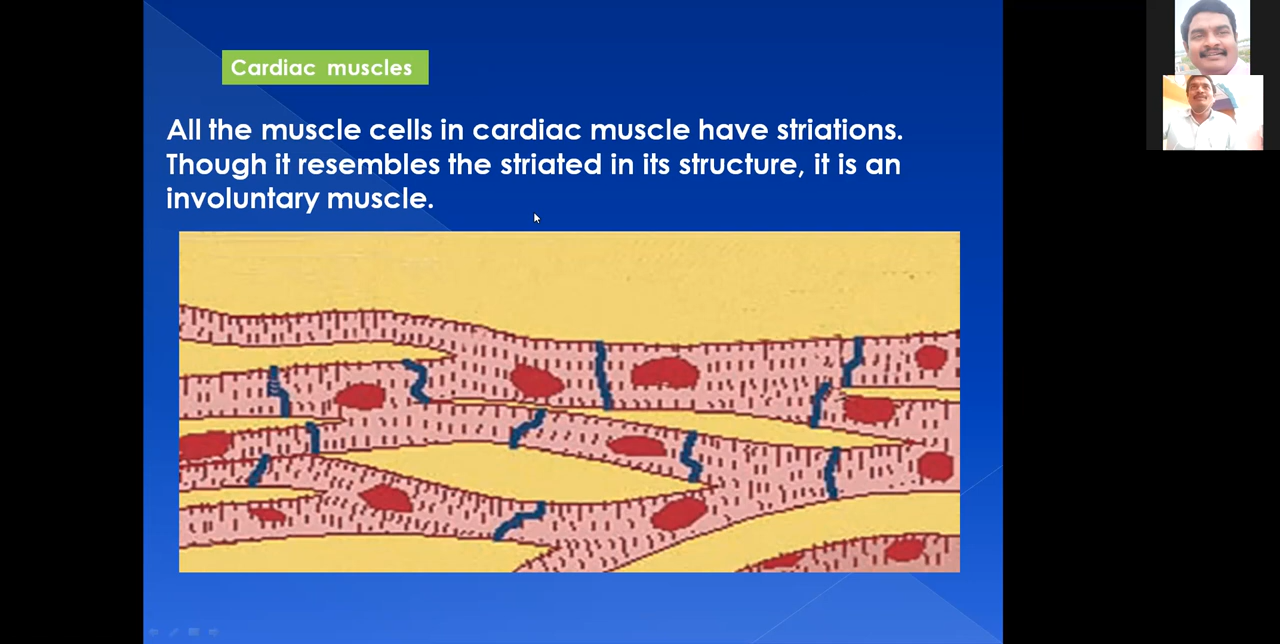 Cardiac muscles
All the muscle cells in cardiac muscle have striations.
Though it resembles the striated in its structure, it is an
involuntary muscle.